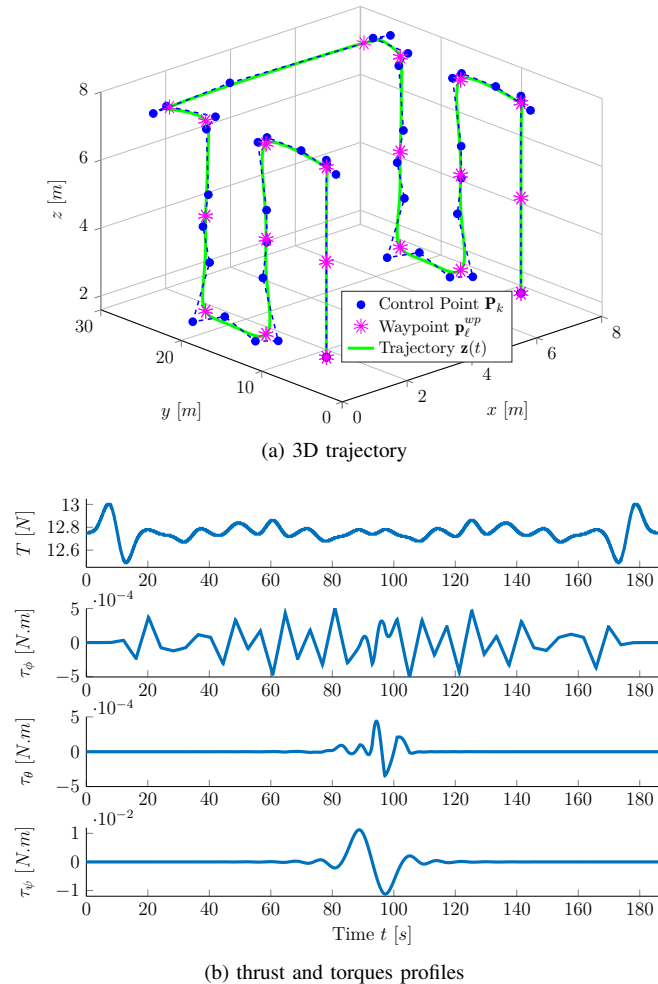 8
6
4
2
z [m]
30
20
10
0
y [m]
0
2
4
6
8
x [m]
Control Point P_k
Waypoint p_ℓ^{wp}
Trajectory z(t)
(a) 3D trajectory
13
12.8
12.6
T [N]
0 20 40 60 80 100 120 140 160 180
·10^{-4}
5
0
−5
τ_ϕ [N.m]
0 20 40 60 80 100 120 140 160 180
·10^{-4}
5
0
−5
τ_θ [N.m]
0 20 40 60 80 100 120 140 160 180
·10^{-2}
1
0
−1
τ_ψ [N.m]
0 20 40 60 80 100 120 140 160 180
Time t [s]
(b) thrust and torques profiles